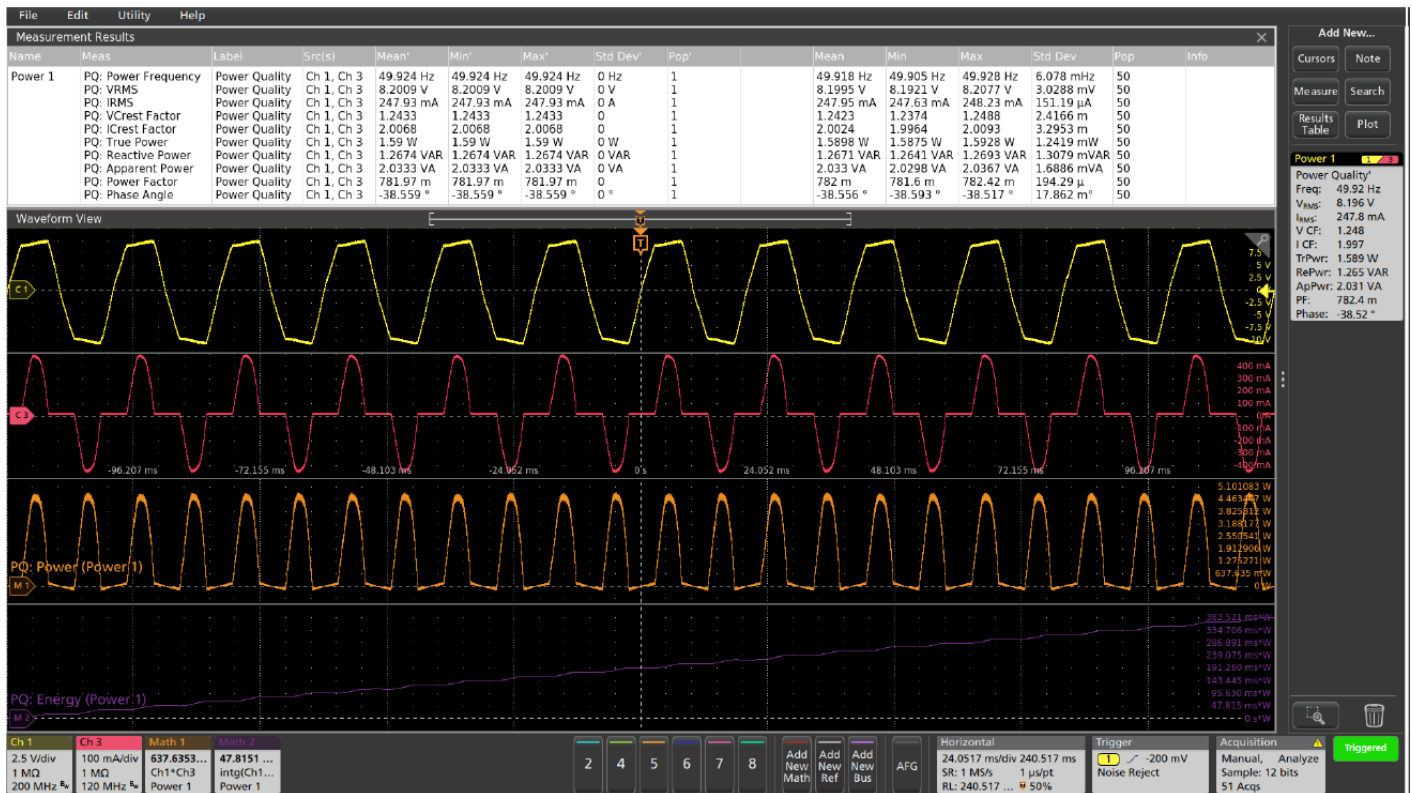 File Edit Utility Help
Measurement Results
Name Meas Label Src(s) Mean' Min' Max' Std Dev' Pop' Mean Min Max Std Dev Pop Info
Power 1 PQ: Power Frequency Power Quality Ch 1, Ch 3 49.924 Hz 49.924 Hz 49.924 Hz 0 Hz 1 49.918 Hz 49.905 Hz 49.928 Hz 6.078 mHz 50
PQ: VRMS Power Quality Ch 1, Ch 3 8.2009 V 8.2009 V 8.2009 V 0 V 1 8.1995 V 8.1921 V 8.2077 V 3.0288 mV 50
PQ: IRMS Power Quality Ch 1, Ch 3 247.93 mA 247.93 mA 247.93 mA 0 A 1 247.95 mA 247.63 mA 248.23 mA 151.19 µA 50
PQ: VCrest Factor Power Quality Ch 1, Ch 3 1.2433 1.2433 1.2433 0 1 1.2423 1.2374 1.2488 2.4166 m 50
PQ: ICrest Factor Power Quality Ch 1, Ch 3 2.0068 2.0068 2.0068 0 1 2.0024 1.9964 2.0093 3.2953 m 50
PQ: True Power Power Quality Ch 1, Ch 3 1.59 W 1.59 W 1.59 W 0 W 1 1.5898 W 1.5875 W 1.5928 W 1.2419 mW 50
PQ: Reactive Power Power Quality Ch 1, Ch 3 1.2674 VAR 1.2674 VAR 1.2674 VAR 0 VAR 1 1.2671 VAR 1.2641 VAR 1.2693 VAR 1.3079 mVAR 50
PQ: Apparent Power Power Quality Ch 1, Ch 3 2.0333 VA 2.0333 VA 2.0333 VA 0 VA 1 2.033 VA 2.0298 VA 2.0367 VA 1.6886 mVA 50
PQ: Power Factor Power Quality Ch 1, Ch 3 781.97 m 781.97 m 781.97 m 0 1 782 m 781.6 m 782.42 m 194.29 µ 50
PQ: Phase Angle Power Quality Ch 1, Ch 3 -38.559 ° -38.559 ° -38.559 ° 0 ° 1 -38.556 ° -38.593 ° -38.517 ° 17.862 m° 50
Waveform View
T
T
C 1
7.5
5 V
2.5 V
-2.5 V
-5 V
-7.5
-10 V
C 3
400 mA
300 mA
200 mA
100 mA
0 A
-100 mA
-200 mA
-300 mA
-400 mA
-96.207 ms -72.155 ms -48.103 ms -24.052 ms 0 s 24.052 ms 48.103 ms 72.155 ms 96.207 ms
5.101083 W
4.463447 W
3.825812 W
3.188177 W
2.550541 W
1.912906 W
1.275271 W
637.635 mW
0 W
PQ: Power (Power 1)
M 1
382.521 ms*W
334.706 ms*W
286.891 ms*W
239.075 ms*W
191.260 ms*W
143.445 ms*W
95.630 ms*W
47.815 ms*W
0 s*W
PQ: Energy (Power 1)
M 2
Add New...
Cursors Note
Measure Search
Results Table Plot
Power 1 1 3
Power Quality'
Freq: 49.92 Hz
VRMS: 8.196 V
IRMS: 247.8 mA
V CF: 1.248
I CF: 1.997
TrPwr: 1.589 W
RePwr: 1.265 VAR
ApPwr: 2.031 VA
PF: 782.4 m
Phase: -38.52 °
Ch 1
2.5 V/div
1 MΩ
200 MHz Bw
Ch 3
100 mA/div
1 MΩ
120 MHz Bw
Math 1
637.6353...
Ch1*Ch3
Power 1
Math 2
47.8151 ...
intg(Ch1...
Power 1
2 4 5 6 7 8
Add New Math
Add New Ref
Add New Bus
AFG
Horizontal
24.0517 ms/div 240.517 ms
SR: 1 MS/s 1 µs/pt
RL: 240.517 ... 50%
Trigger
1 -200 mV
Noise Reject
Acquisition
Manual, Analyze
Sample: 12 bits
51 Acqs
Triggered